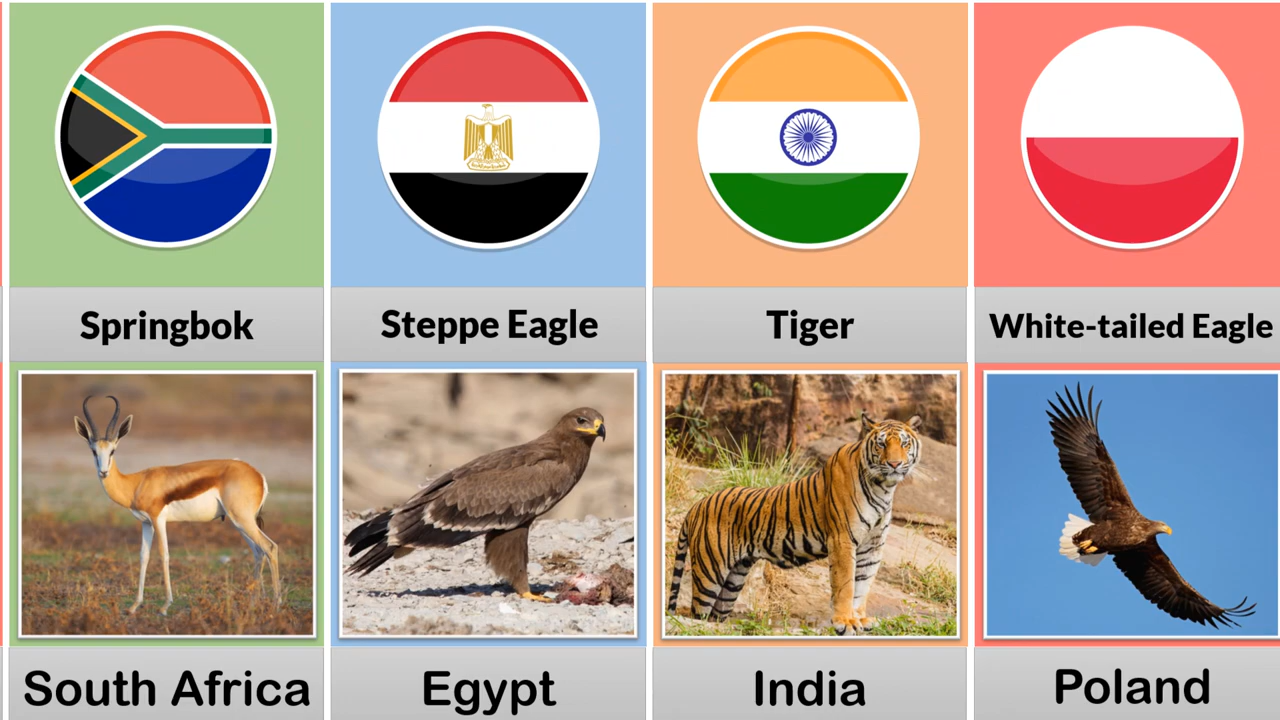 Springbok
Steppe Eagle
Tiger
White-tailed Eagle
South Africa
Egypt
India
Poland